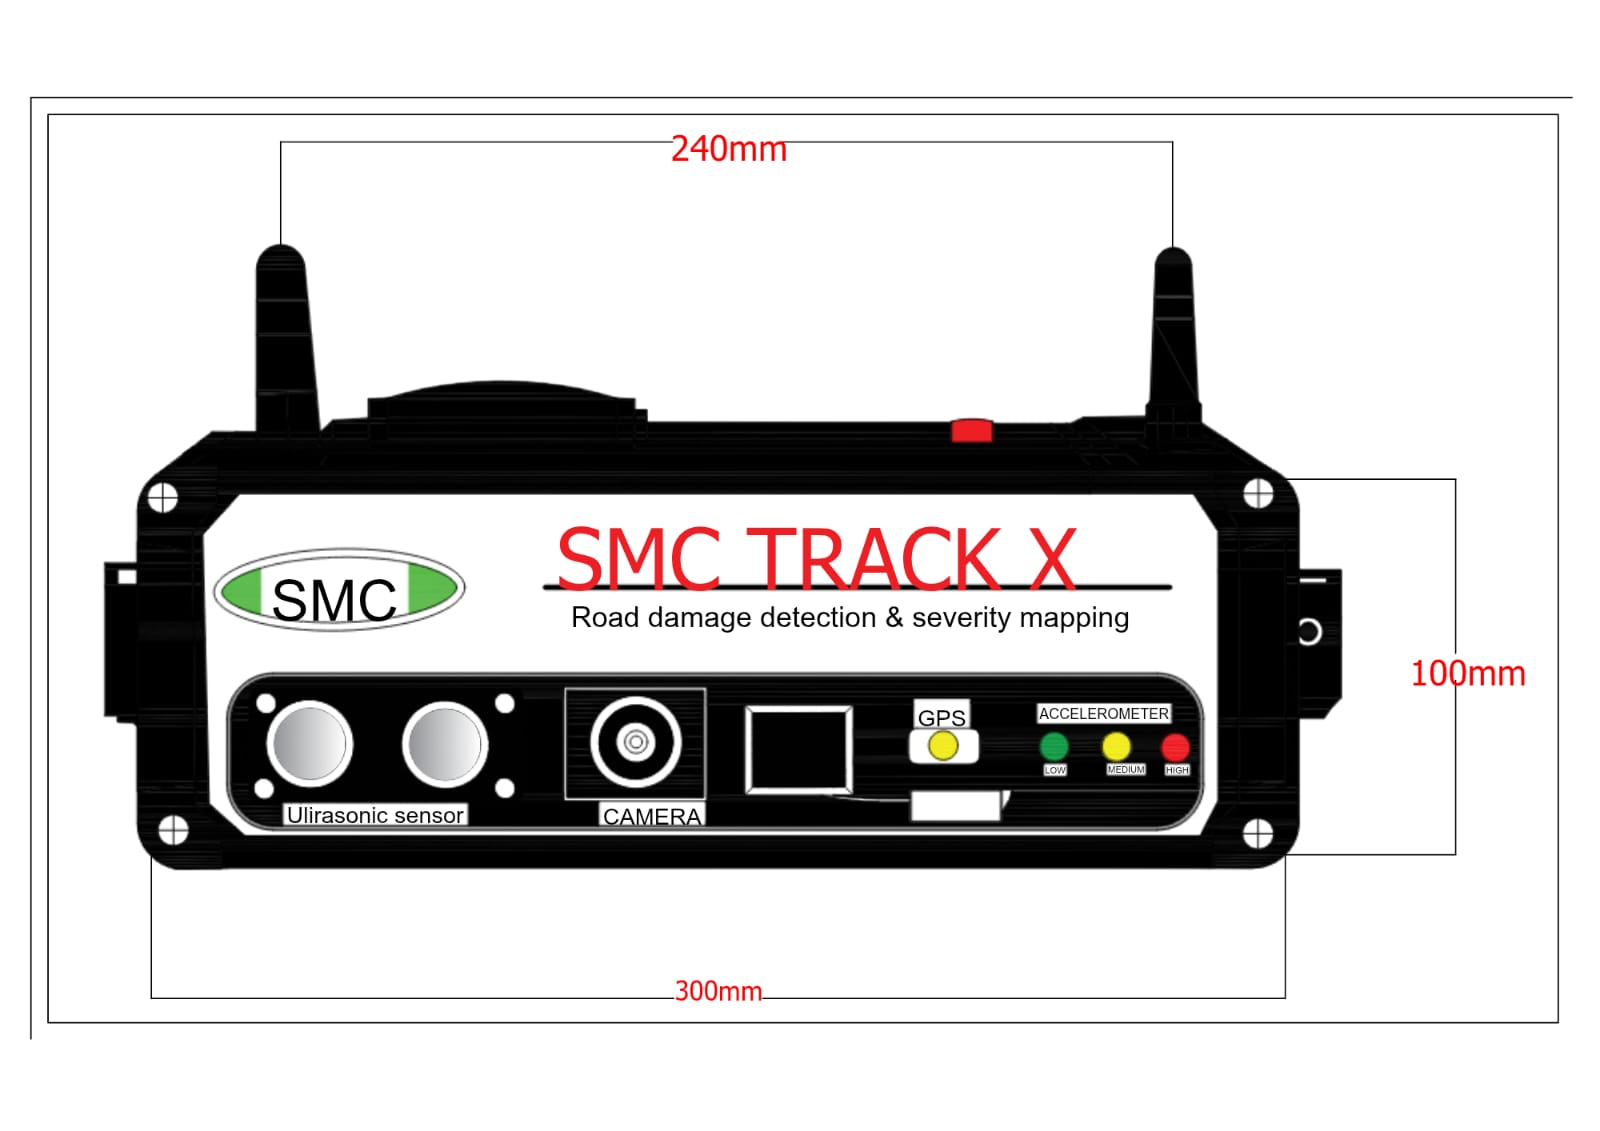 240mm
SMC TRACK X
SMC
Road damage detection & severity mapping
100mm
GPS
ACCELEROMETER
LOW
MEDIUM
HIGH
Ulirasonic sensor
CAMERA
300mm